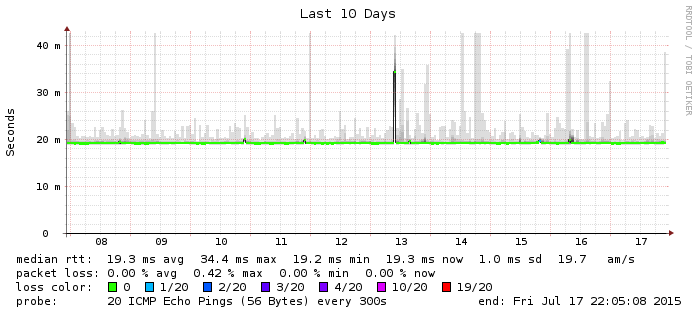 Last 10 Days
RRDTOOL / TOBI OETIKER
Seconds
40 m
30 m
20 m
10 m
0
08 09 10 11 12 13 14 15 16 17
median rtt: 19.3 ms avg 34.4 ms max 19.2 ms min 19.3 ms now 1.0 ms sd 19.7 am/s
packet loss: 0.00 % avg 0.42 % max 0.00 % min 0.00 % now
loss color: 0 1/20 2/20 3/20 4/20 10/20 19/20
probe: 20 ICMP Echo Pings (56 Bytes) every 300s end: Fri Jul 17 22:05:08 2015